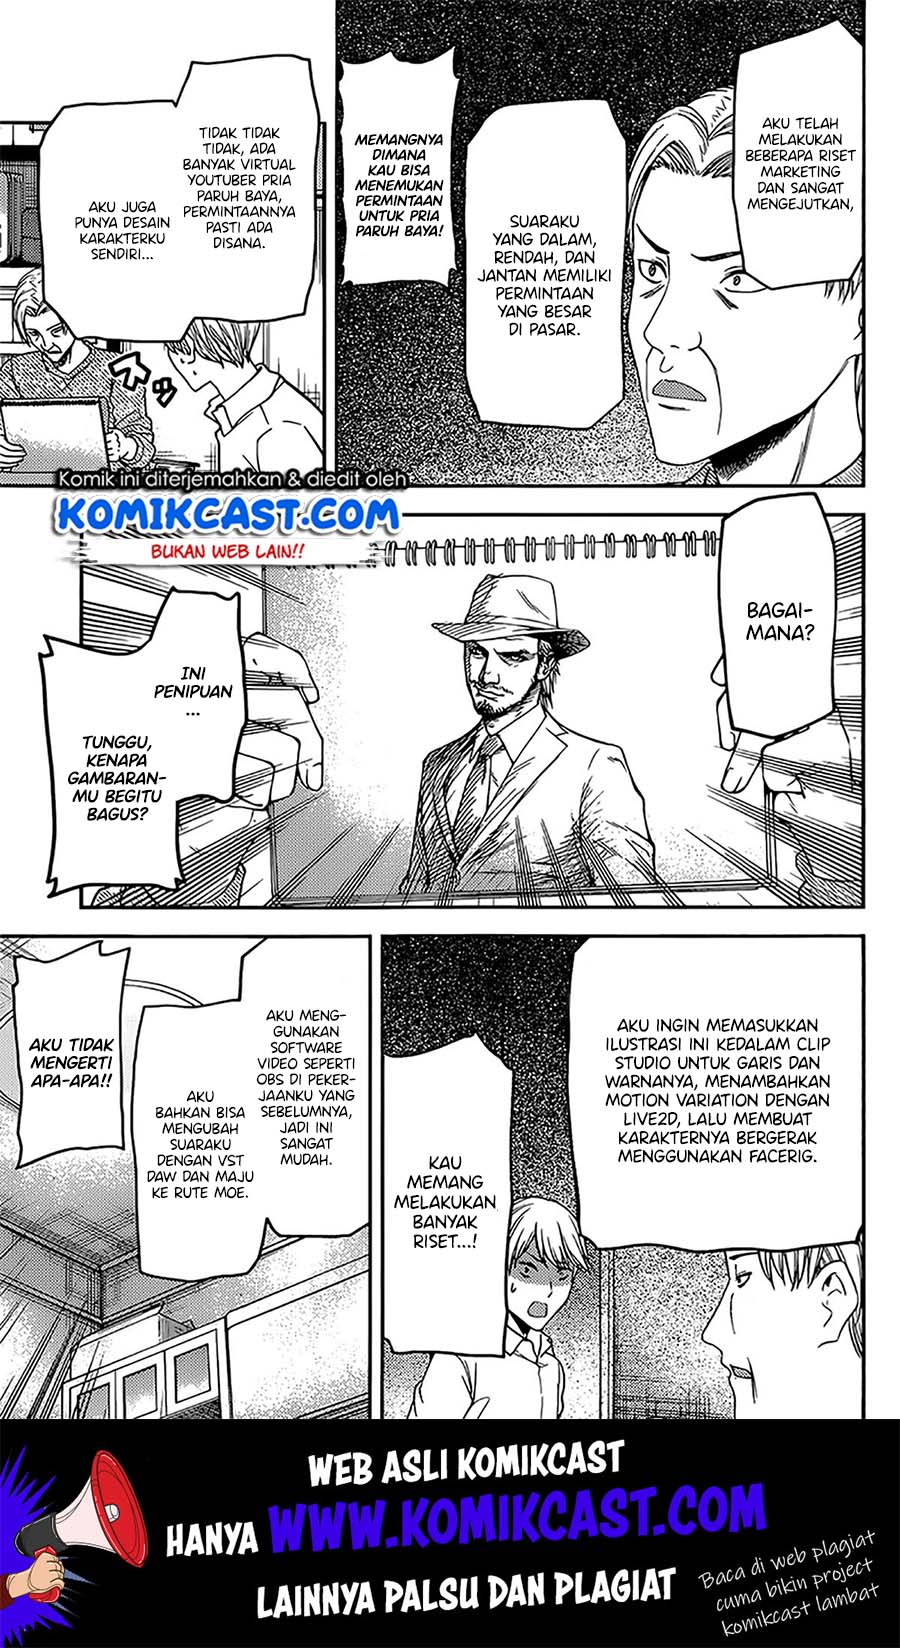 AKU TELAH
MELAKUKAN
BEBERAPA RISET
MARKETING
DAN SANGAT
MENGEJUTKAN,
SUARAKU
YANG DALAM,
RENDAH, DAN
JANTAN MEMILIKI
PERMINTAAN
YANG BESAR
DI PASAR.
MEMANGNYA
DIMANA
KAU BISA
MENEMUKAN
PERMINTAAN
UNTUK PRIA
PARUH BAYA!
TIDAK TIDAK
TIDAK, ADA
BANYAK VIRTUAL
YOUTUBER PRIA
PARUH BAYA,
PERMINTAANNYA
PASTI ADA
DISANA.
AKU JUGA
PUNYA DESAIN
KARAKTERKU
SENDIRI...
Komik ini diterjemahkan & diedit oleh
KOMIKCAST.COM
BUKAN WEB LAIN!!
BAGAI-
MANA?
INI
PENIPUAN
...
TUNGGU,
KENAPA
GAMBARAN-
MU BEGITU
BAGUS?
AKU INGIN MEMASUKKAN
ILUSTRASI INI KEDALAM CLIP
STUDIO UNTUK GARIS DAN
WARNANYA, MENAMBAHKAN
MOTION VARIATION DENGAN
LIVE2D, LALU MEMBUAT
KARAKTERNYA BERGERAK
MENGGUNAKAN FACERIG.
KAU
MEMANG
MELAKUKAN
BANYAK
RISET...!
AKU MENG-
GUNAKAN
SOFTWARE
VIDEO SEPERTI
OBS DI PEKER-
JAANKU YANG
SEBELUMNYA,
JADI INI
SANGAT
MUDAH.
AKU
BAHKAN BISA
MENGUBAH
SUARAKU
DENGAN VST
DAW DAN MAJU
KE RUTE MOE.
AKU TIDAK
MENGERTI
APA-APA!!
WEB ASLI KOMIKCAST
HANYA WWW.KOMIKCAST.COM
LAINNYA PALSU DAN PLAGIAT
Baca di web plagiat
cuma bikin project
komikcast lambat